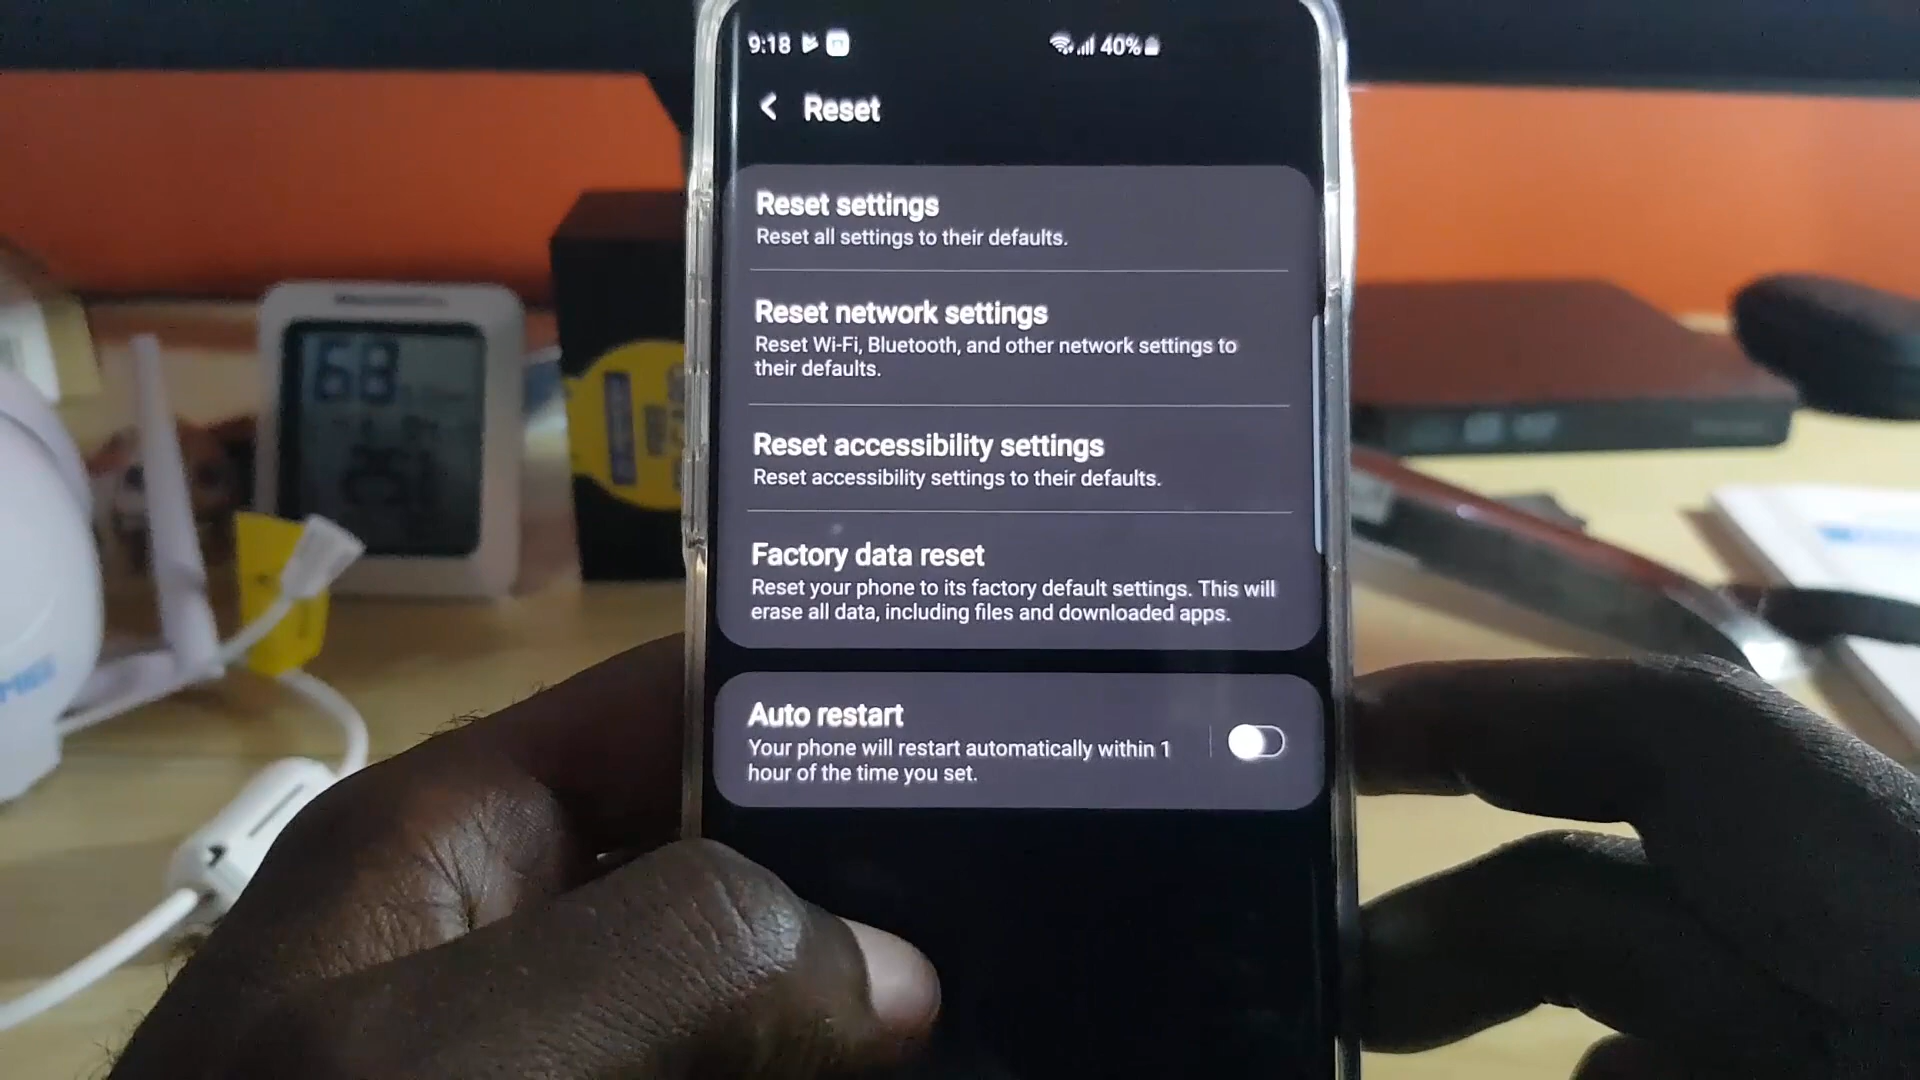 9:18
40%
Reset
Reset settings
Reset all settings to their defaults.
Reset network settings
Reset Wi-Fi, Bluetooth, and other network settings to
their defaults.
Reset accessibility settings
Reset accessibility settings to their defaults.
Factory data reset
Reset your phone to its factory default settings. This will
erase all data, including files and downloaded apps.
Auto restart
Your phone will restart automatically within 1
hour of the time you set.
68